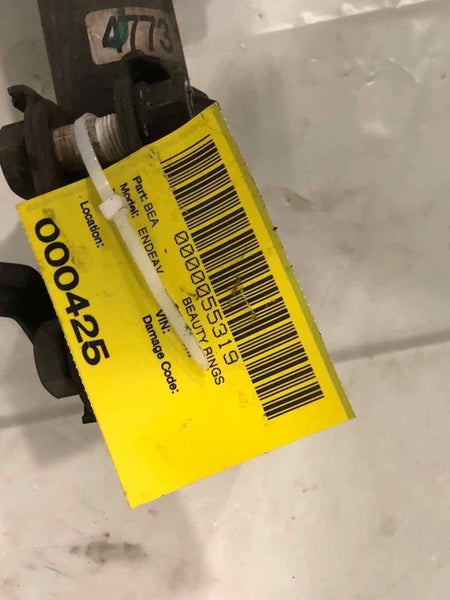 4773
0000055319
Part: BEA BEAUTY RINGS
Model: ENDEAV
VIN:
Location: Damage Code:
000425